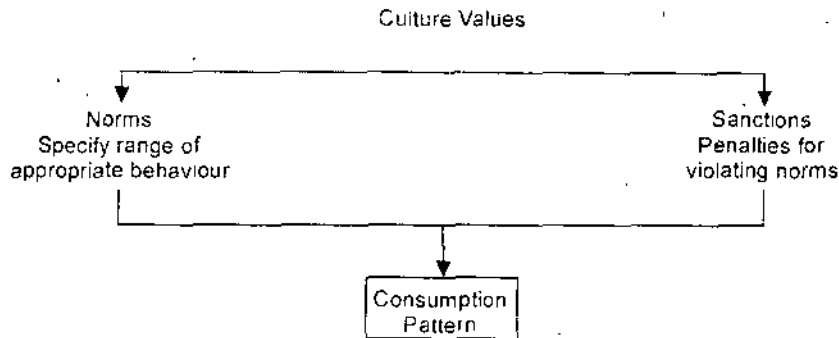 Culture Values
Norms
Specify range of
appropriate behaviour
Sanctions
Penalties for
violating norms
Consumption
Pattern